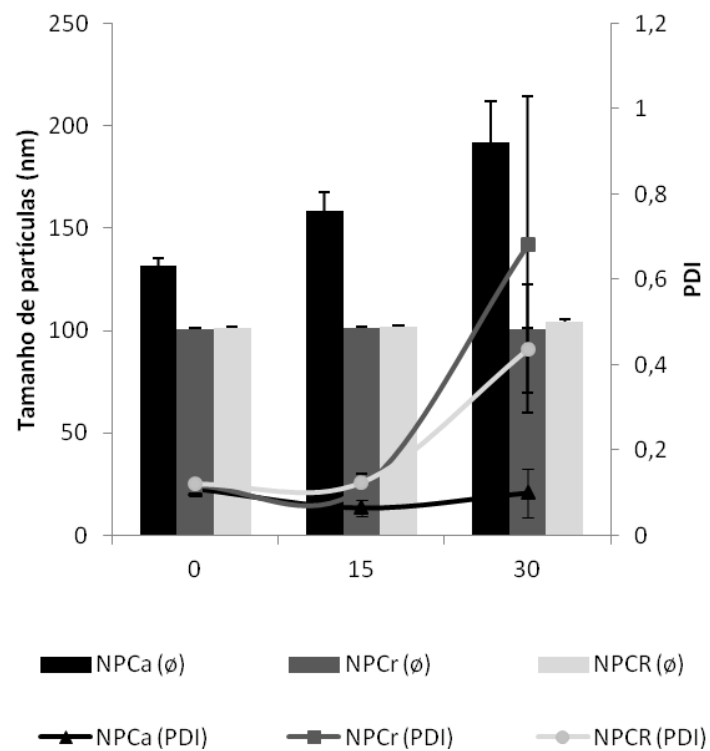 250
200
150
100
50
0
Tamanho de partículas (nm)
1,2
1
0,8
0,6
0,4
0,2
0
PDI
0 15 30
NPCa (ø) NPCr (ø) NPCR (ø)
NPCa (PDI) NPCr (PDI) NPCR (PDI)